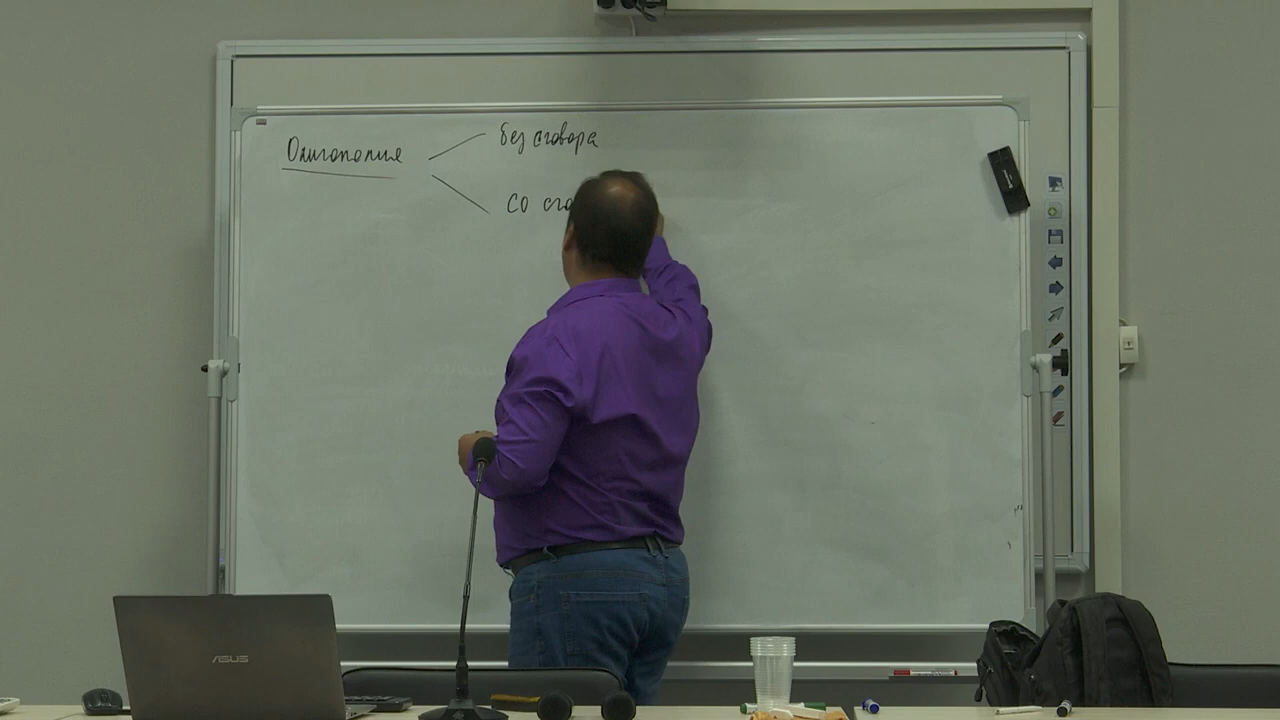 Олигополия
без сговора
со сго
ASUS